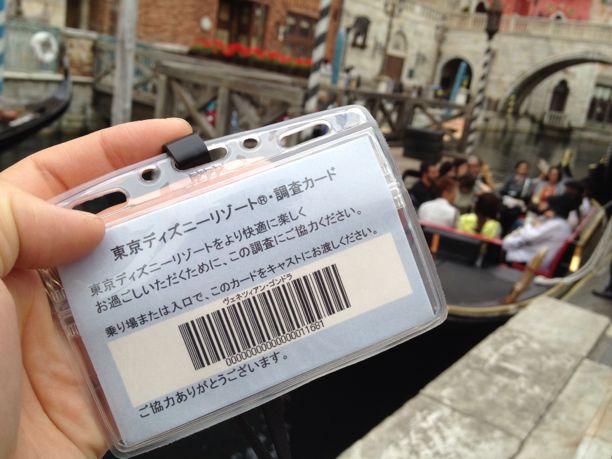 東京ディズニーリゾート®・調査カード
東京ディズニーリゾートをより快適に楽しく
お過ごしいただくために、この調査にご協力ください。
乗り場または入口で、このカードをキャストにお渡しください。
ヴェネツィアン・ゴンドラ
00000000000000011681
ご協力ありがとうございます。